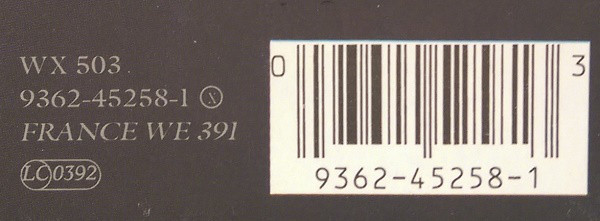 WX 503
9362-45258-1 Ⓧ
FRANCE WE 391
LC 0392
0 3
9362-45258-1